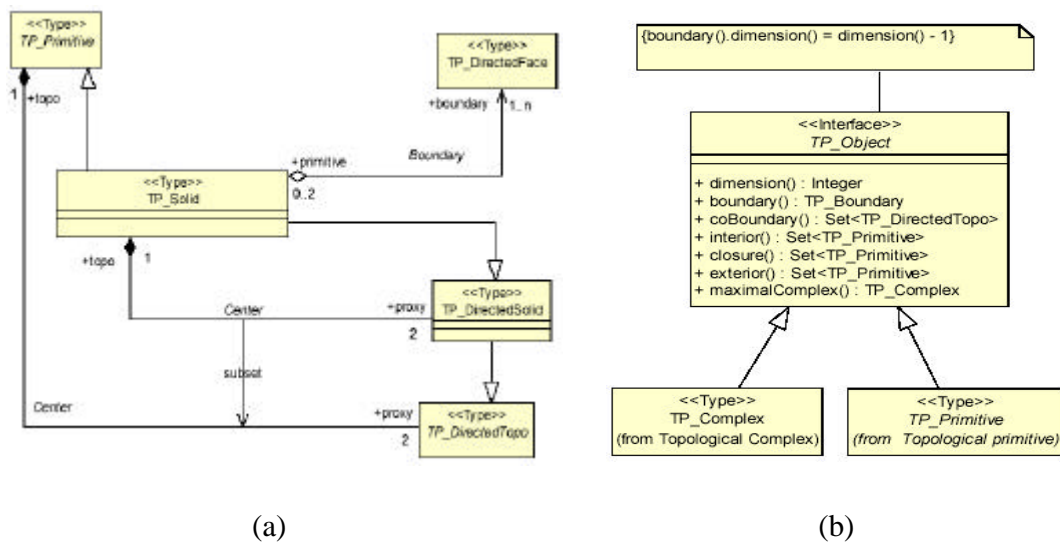 <<Type>>
TP_Primitive
1
+topo
<<Type>>
TP_DirectedFace
+boundary
1..n
+primitive
Boundary
0..2
<<Type>>
TP_Solid
+topo
1
Center
+proxy
2
<<Type>>
TP_DirectedSolid
subset
Center
+proxy
2
<<Type>>
TP_DirectedTopo
(a)
{boundary().dimension() = dimension() - 1}
<<Interface>>
TP_Object
+ dimension() : Integer
+ boundary() : TP_Boundary
+ coBoundary() : Set<TP_DirectedTopo>
+ interior() : Set<TP_Primitive>
+ closure() : Set<TP_Primitive>
+ exterior() : Set<TP_Primitive>
+ maximalComplex() : TP_Complex
<<Type>>
TP_Complex
(from Topological Complex)
<<Type>>
TP_Primitive
(from Topological primitive)
(b)